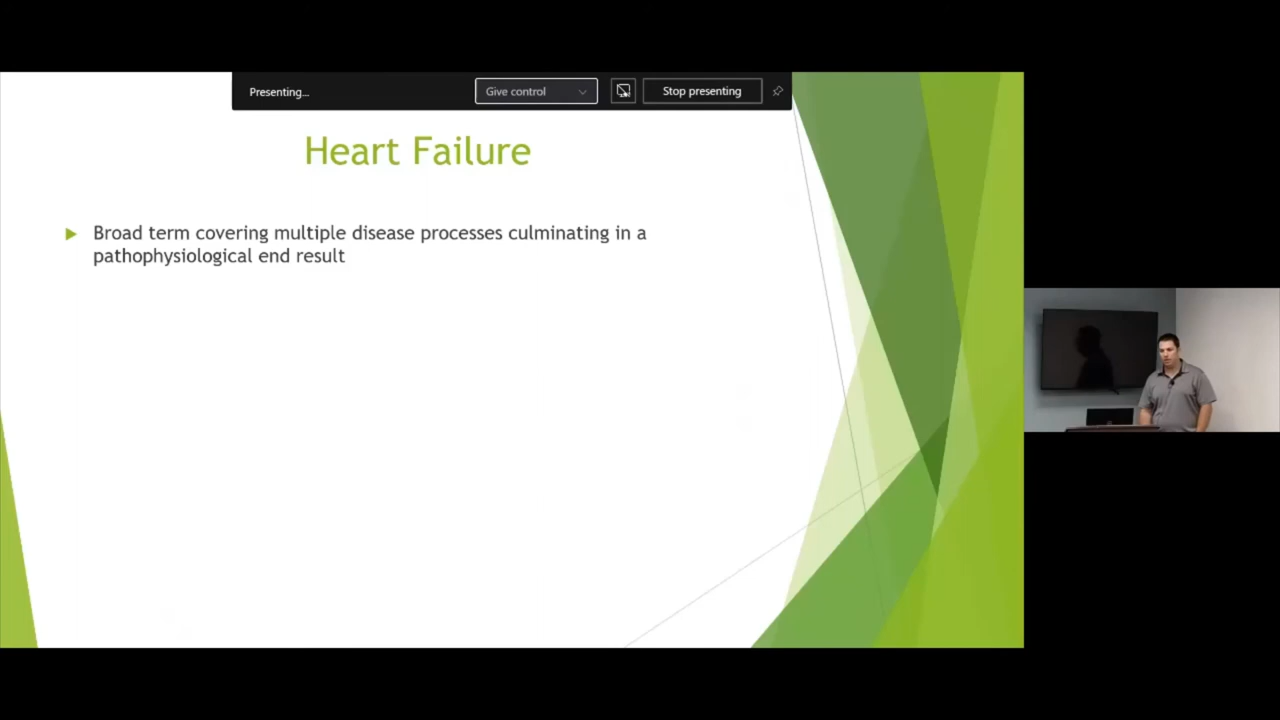 Presenting...
Give control
Stop presenting
Heart Failure
Broad term covering multiple disease processes culminating in a
pathophysiological end result